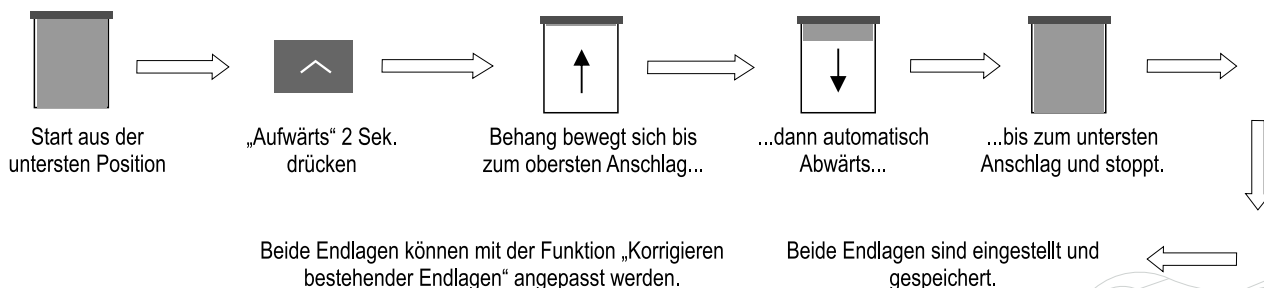 Start aus der
untersten Position
„Aufwärts“ 2 Sek.
drücken
Behang bewegt sich bis
zum obersten Anschlag...
...dann automatisch
Abwärts...
...bis zum untersten
Anschlag und stoppt.
Beide Endlagen sind eingestellt und
gespeichert.
Beide Endlagen können mit der Funktion „Korrigieren
bestehender Endlagen“ angepasst werden.